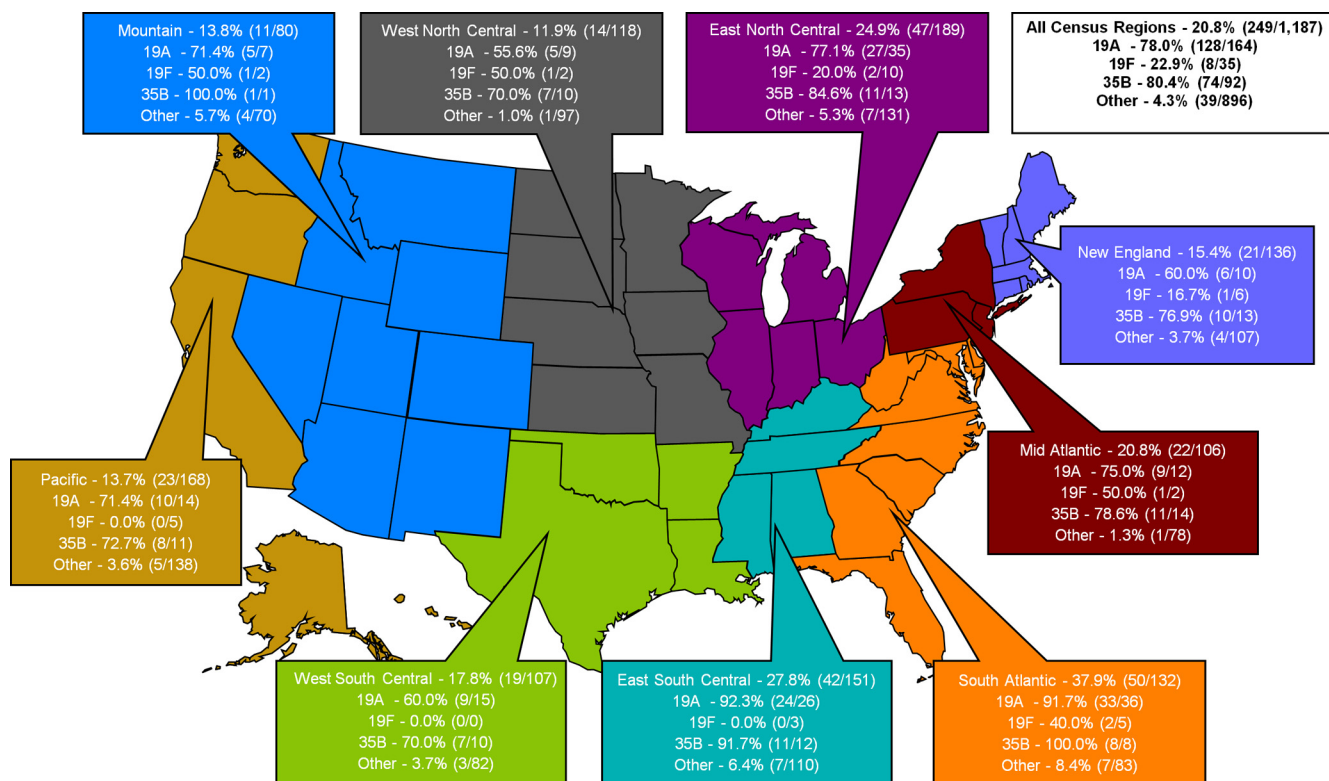 Mountain - 13.8% (11/80)
19A - 71.4% (5/7)
19F - 50.0% (1/2)
35B - 100.0% (1/1)
Other - 5.7% (4/70)
West North Central - 11.9% (14/118)
19A - 55.6% (5/9)
19F - 50.0% (1/2)
35B - 70.0% (7/10)
Other - 1.0% (1/97)
East North Central - 24.9% (47/189)
19A - 77.1% (27/35)
19F - 20.0% (2/10)
35B - 84.6% (11/13)
Other - 5.3% (7/131)
All Census Regions - 20.8% (249/1,187)
19A - 78.0% (128/164)
19F - 22.9% (8/35)
35B - 80.4% (74/92)
Other - 4.3% (39/896)
New England - 15.4% (21/136)
19A - 60.0% (6/10)
19F - 16.7% (1/6)
35B - 76.9% (10/13)
Other - 3.7% (4/107)
Mid Atlantic - 20.8% (22/106)
19A - 75.0% (9/12)
19F - 50.0% (1/2)
35B - 78.6% (11/14)
Other - 1.3% (1/78)
Pacific - 13.7% (23/168)
19A - 71.4% (10/14)
19F - 0.0% (0/5)
35B - 72.7% (8/11)
Other - 3.6% (5/138)
West South Central - 17.8% (19/107)
19A - 60.0% (9/15)
19F - 0.0% (0/0)
35B - 70.0% (7/10)
Other - 3.7% (3/82)
East South Central - 27.8% (42/151)
19A - 92.3% (24/26)
19F - 0.0% (0/3)
35B - 91.7% (11/12)
Other - 6.4% (7/110)
South Atlantic - 37.9% (50/132)
19A - 91.7% (33/36)
19F - 40.0% (2/5)
35B - 100.0% (8/8)
Other - 8.4% (7/83)